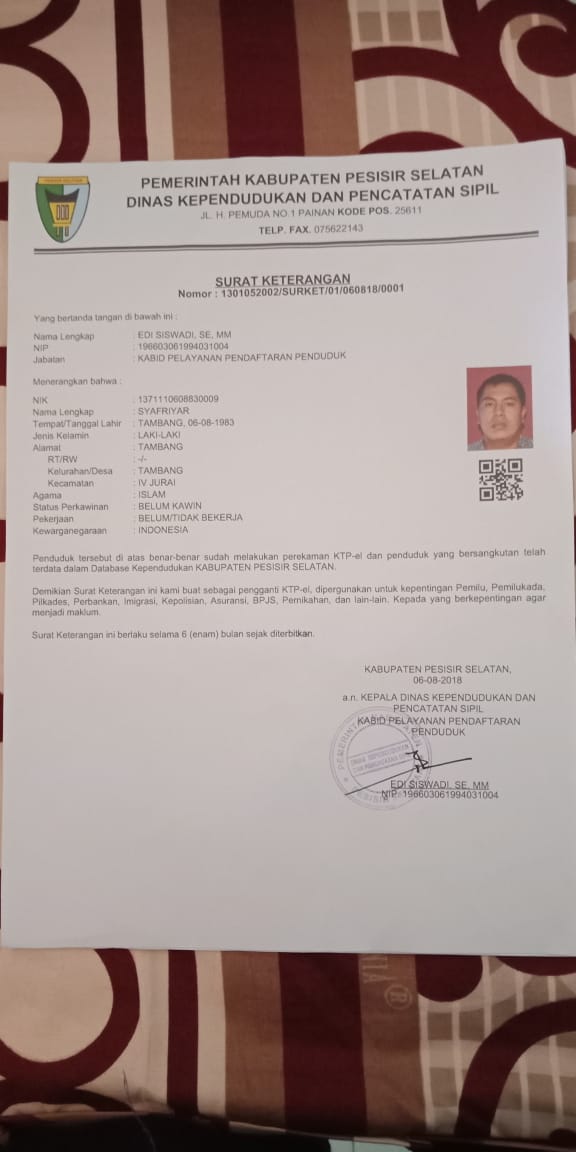 PEMERINTAH KABUPATEN PESISIR SELATAN
DINAS KEPENDUDUKAN DAN PENCATATAN SIPIL
JL. H. PEMUDA NO.1 PAINAN KODE POS. 25611
TELP. FAX. 075622143
SURAT KETERANGAN
Nomor : 1301052002/SURKET/01/060818/0001
Yang bertanda tangan di bawah ini :
Nama Lengkap : EDI SISWADI, SE, MM
NIP : 196603061994031004
Jabatan : KABID PELAYANAN PENDAFTARAN PENDUDUK
Menerangkan bahwa :
NIK : 1371110608830009
Nama Lengkap : SYAFRIYAR
Tempat/Tanggal Lahir : TAMBANG, 06-08-1983
Jenis Kelamin : LAKI-LAKI
Alamat : TAMBANG
RT/RW : -/-
Kelurahan/Desa : TAMBANG
Kecamatan : IV JURAI
Agama : ISLAM
Status Perkawinan : BELUM KAWIN
Pekerjaan : BELUM/TIDAK BEKERJA
Kewarganegaraan : INDONESIA
Penduduk tersebut di atas benar-benar sudah melakukan perekaman KTP-el dan penduduk yang bersangkutan telah
terdata dalam Database Kependudukan KABUPATEN PESISIR SELATAN.
Demikian Surat Keterangan ini kami buat sebagai pengganti KTP-el, dipergunakan untuk kepentingan Pemilu, Pemilukada,
Pilkades, Perbankan, Imigrasi, Kepolisian, Asuransi, BPJS, Pernikahan, dan lain-lain. Kepada yang berkepentingan agar
menjadi maklum.
Surat Keterangan ini berlaku selama 6 (enam) bulan sejak diterbitkan.
KABUPATEN PESISIR SELATAN,
06-08-2018
a.n. KEPALA DINAS KEPENDUDUKAN DAN
PENCATATAN SIPIL
KABID PELAYANAN PENDAFTARAN
PENDUDUK
EDI SISWADI, SE, MM
NIP. 196603061994031004